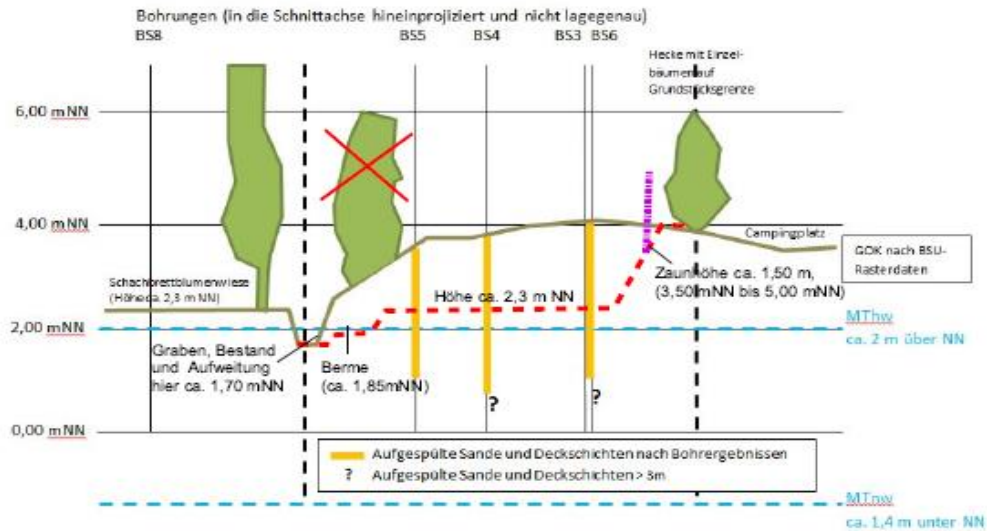 Bohrungen (in die Schnittachse hineinprojiziert und nicht lagegenau)
BS8 BS5 BS4 BS3 BS6
Hecke mit Einzel-
bäumen auf
Grundstücksgrenze
6,00 mNN
4,00 mNN
Campingplatz
GOK nach BSU-
Rasterdaten
Schachbrettblumenwiese
(Höhe ca. 2,3 m NN)
Höhe ca. 2,3 m NN
Zaunhöhe ca. 1,50 m,
(3,50 mNN bis 5,00 mNN)
2,00 mNN
MThw
ca. 2 m über NN
Graben, Bestand
und Aufweitung
hier ca. 1,70 mNN
Berme
(ca. 1,85mNN)
? ?
0,00 mNN
Aufgespülte Sande und Deckschichten nach Bohrergebnissen
? Aufgespülte Sande und Deckschichten > 3m
MTnw
ca. 1,4 m unter NN